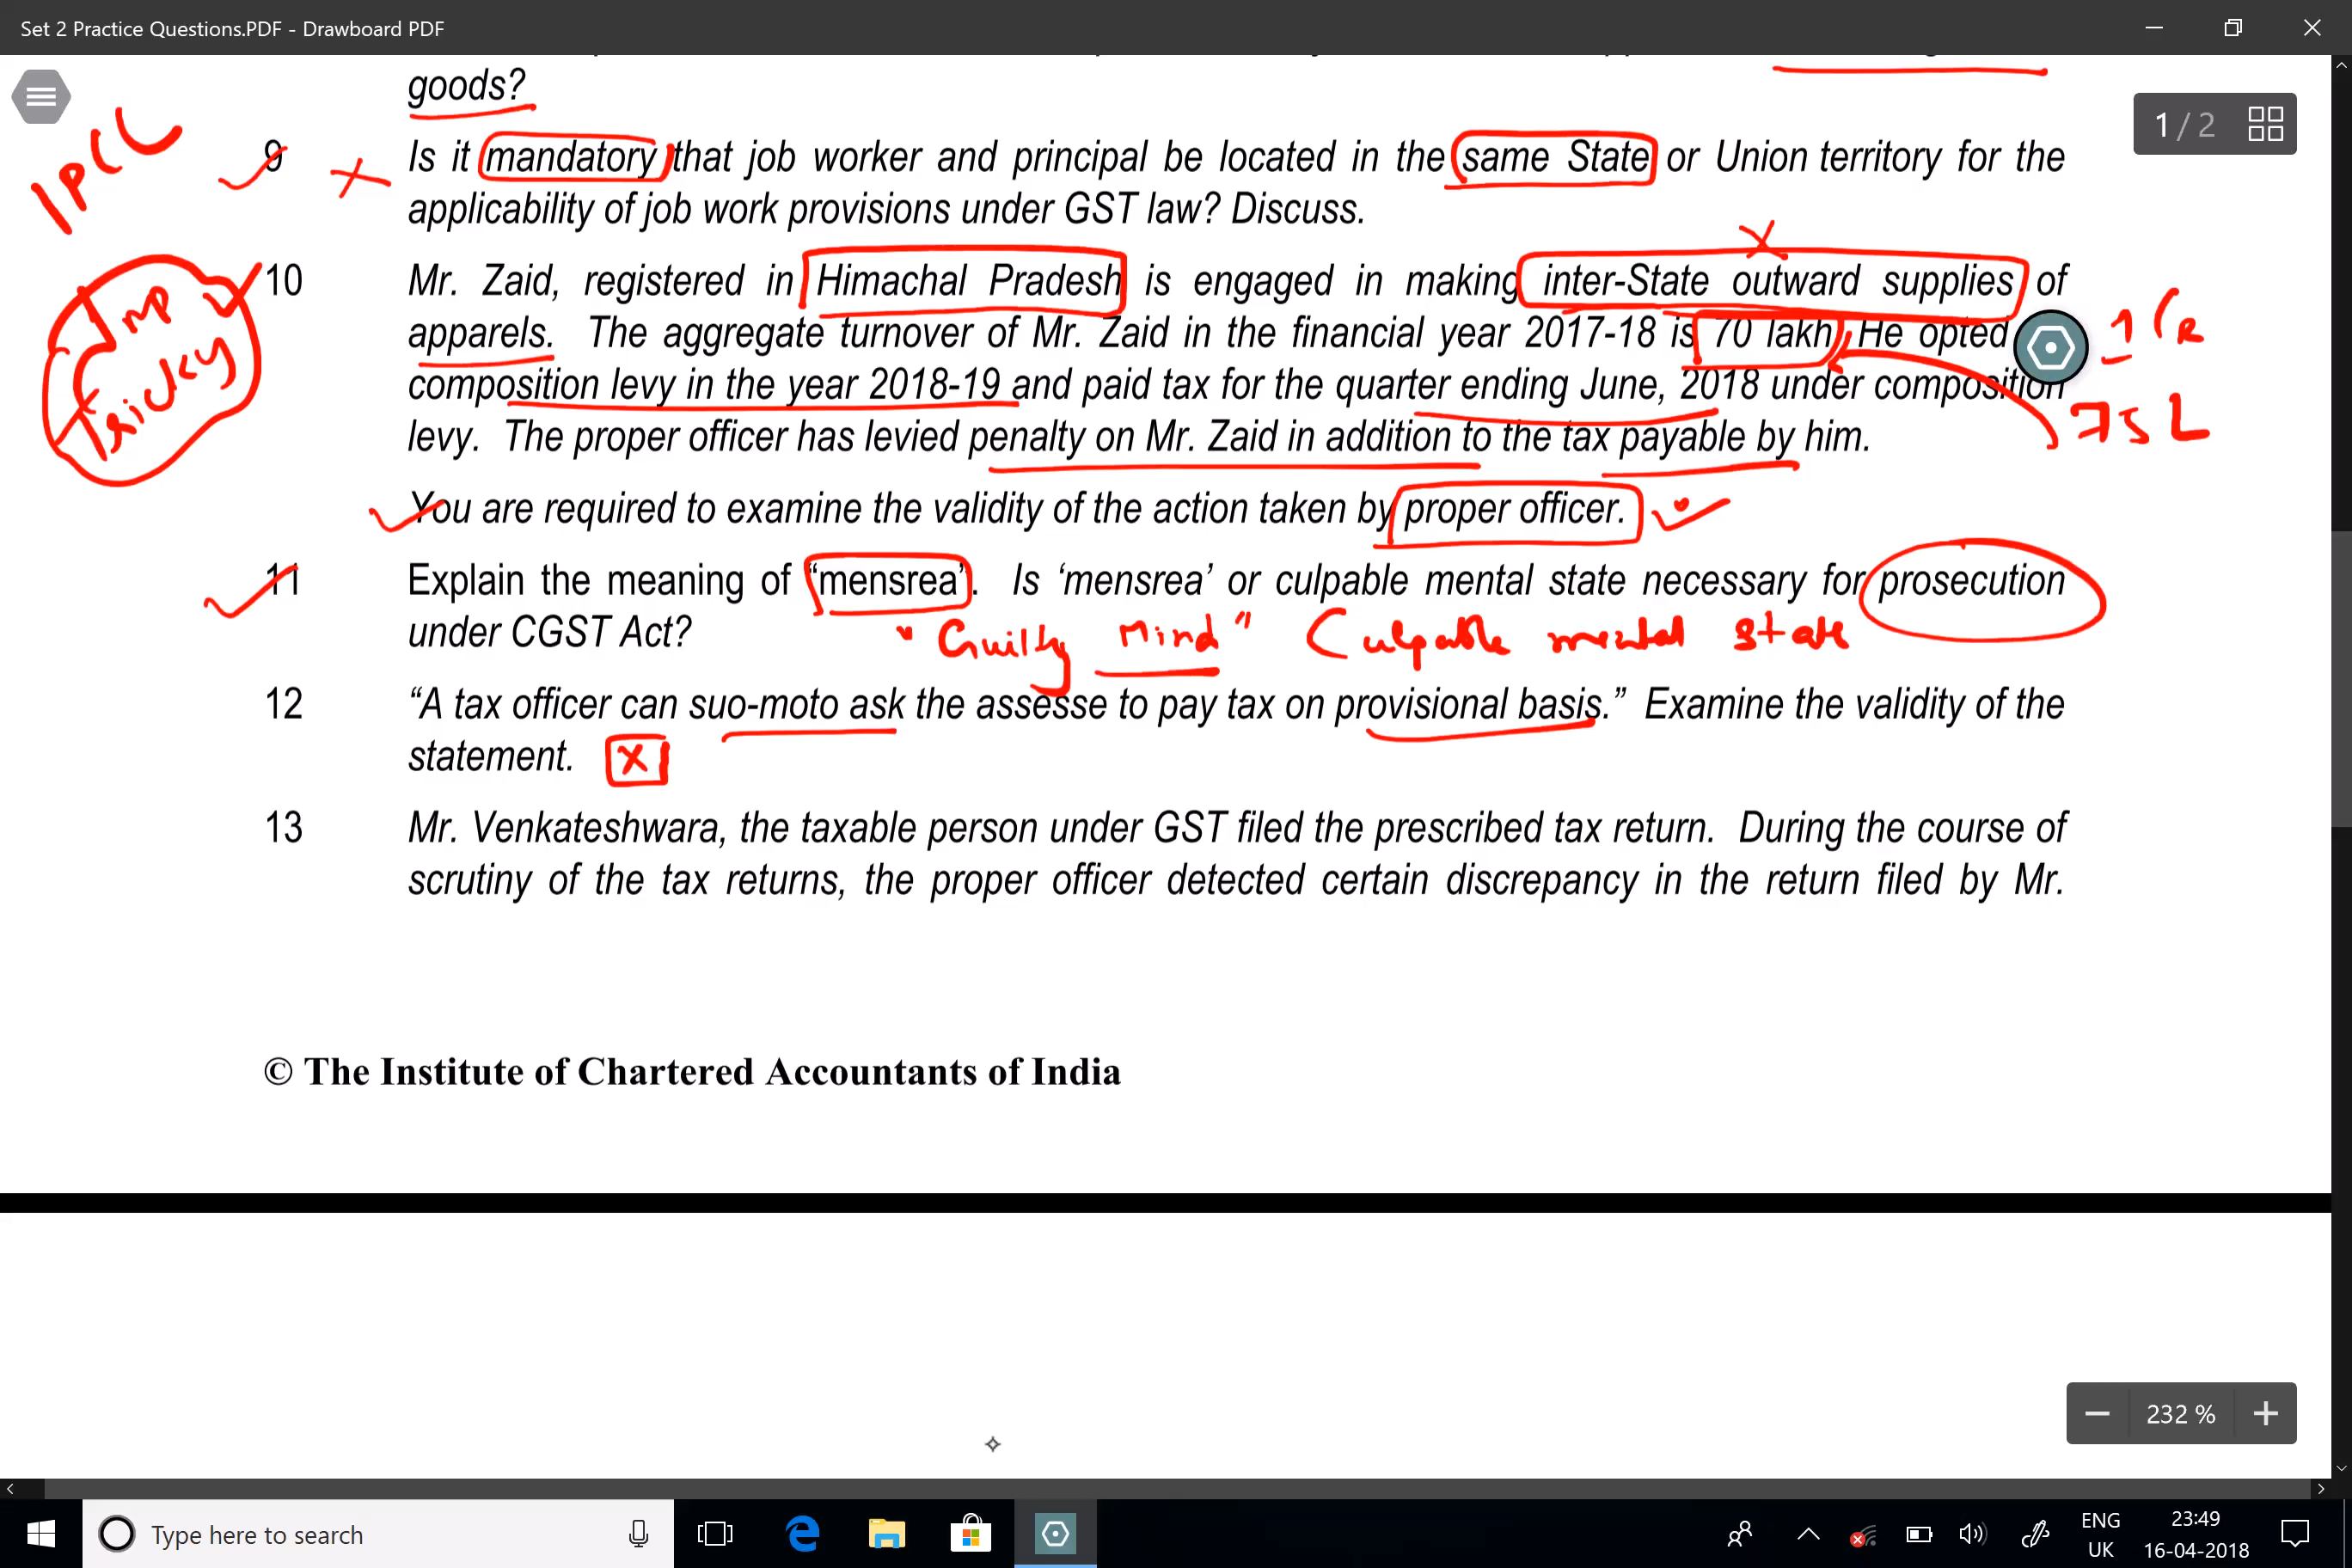 Set 2 Practice Questions.PDF - Drawboard PDF
goods?
1 / 2
IPCC
9 Is it mandatory that job worker and principal be located in the same State or Union territory for the
applicability of job work provisions under GST law? Discuss.
10 Mr. Zaid, registered in Himachal Pradesh is engaged in making inter-State outward supplies of
apparels. The aggregate turnover of Mr. Zaid in the financial year 2017-18 is 70 lakh. He opted
composition levy in the year 2018-19 and paid tax for the quarter ending June, 2018 under composition
levy. The proper officer has levied penalty on Mr. Zaid in addition to the tax payable by him.
Imp
Tricky
1 Cr
75 L
You are required to examine the validity of the action taken by proper officer.
11 Explain the meaning of “mensrea”. Is ‘mensrea’ or culpable mental state necessary for prosecution
under CGST Act?
"Guilty Mind" Culpable mental state
12 “A tax officer can suo-moto ask the assesse to pay tax on provisional basis.” Examine the validity of the
statement. X
13 Mr. Venkateshwara, the taxable person under GST filed the prescribed tax return. During the course of
scrutiny of the tax returns, the proper officer detected certain discrepancy in the return filed by Mr.
© The Institute of Chartered Accountants of India
232 %
Type here to search
ENG
UK
23:49
16-04-2018